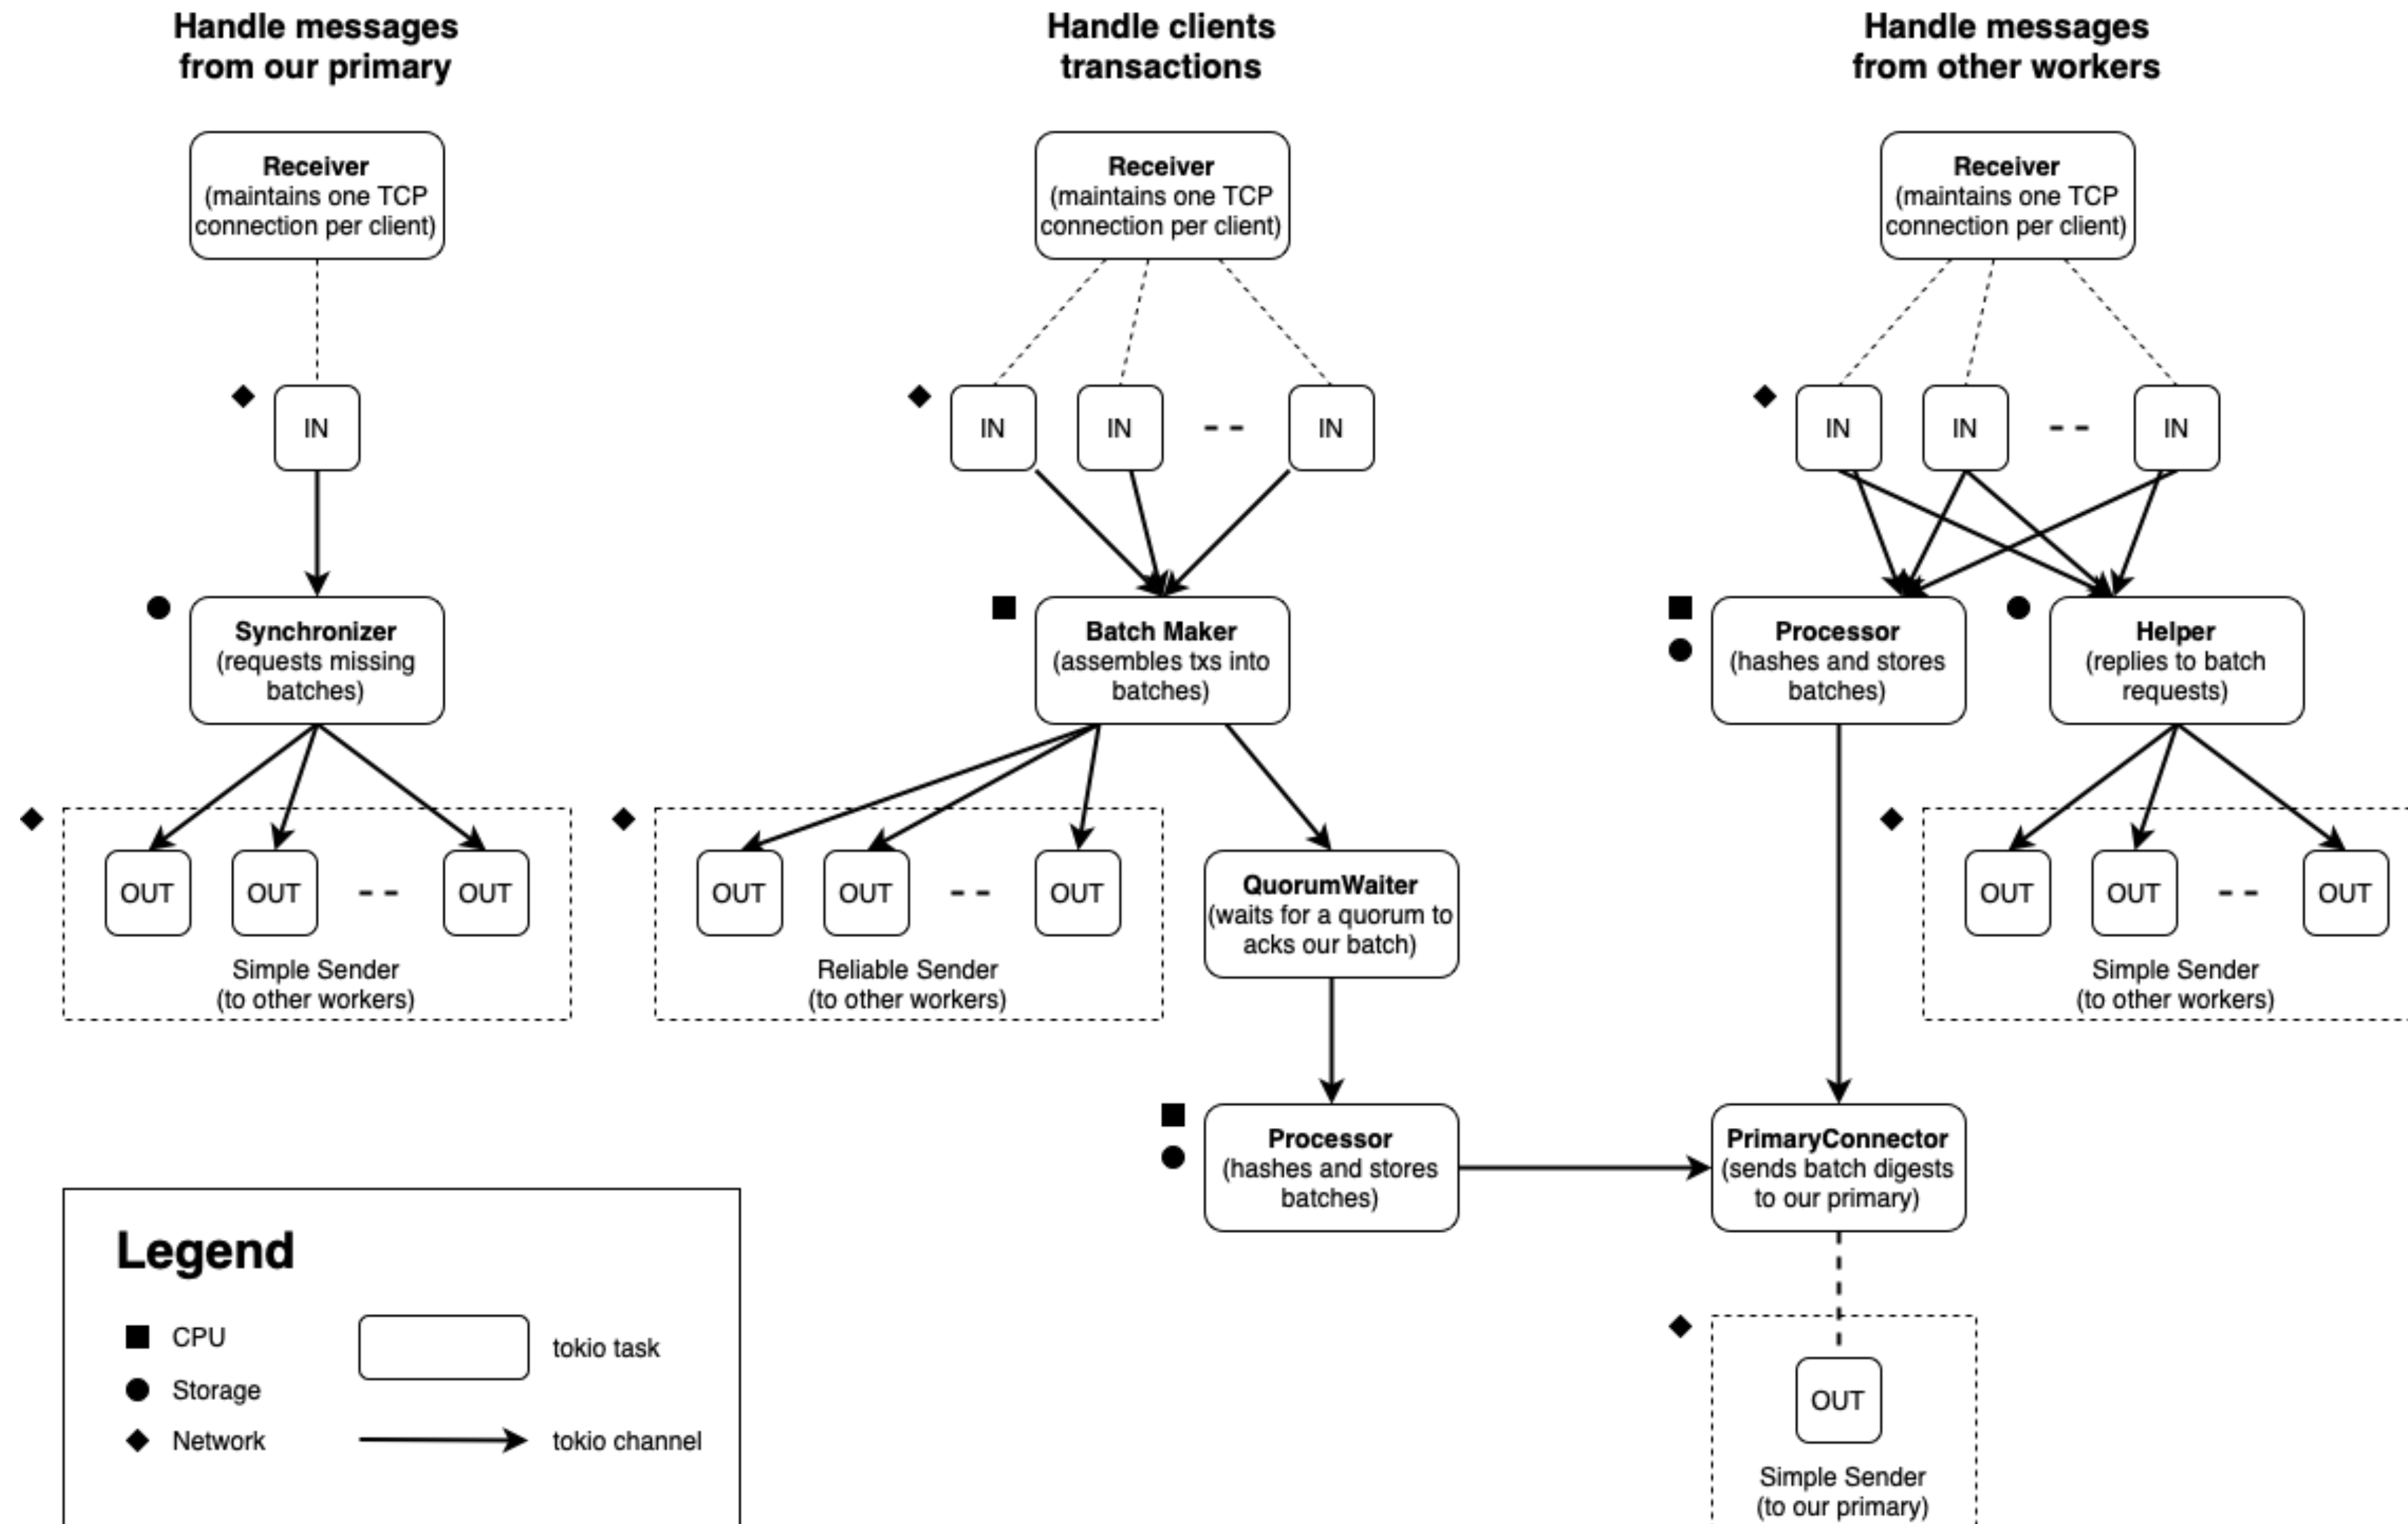 Handle messages
from our primary
Handle clients
transactions
Handle messages
from other workers
Receiver
(maintains one TCP
connection per client)
Receiver
(maintains one TCP
connection per client)
Receiver
(maintains one TCP
connection per client)
IN
IN
IN
- -
IN
IN
IN
- -
IN
Synchronizer
(requests missing
batches)
Batch Maker
(assembles txs into
batches)
Processor
(hashes and stores
batches)
Helper
(replies to batch
requests)
OUT
OUT
- -
OUT
Simple Sender
(to other workers)
OUT
OUT
- -
OUT
Reliable Sender
(to other workers)
QuorumWaiter
(waits for a quorum to
acks our batch)
OUT
OUT
- -
OUT
Simple Sender
(to other workers)
Processor
(hashes and stores
batches)
PrimaryConnector
(sends batch digests
to our primary)
OUT
Simple Sender
(to our primary)
Legend
CPU
Storage
Network
tokio task
tokio channel